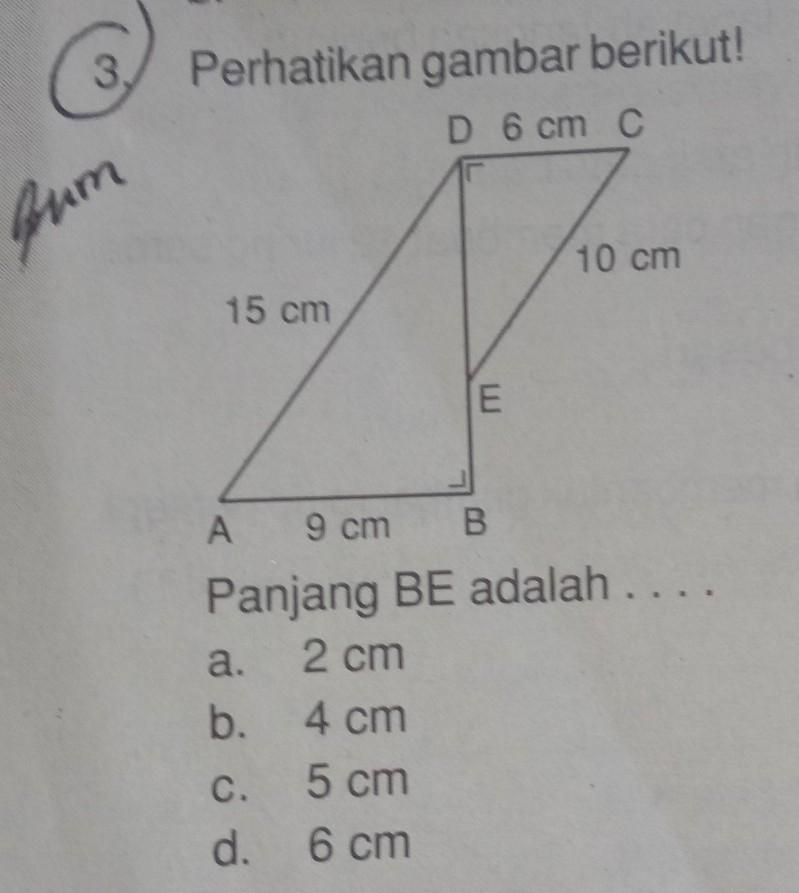 3. Perhatikan gambar berikut!
D 6 cm C
10 cm
15 cm
E
A 9 cm B
Panjang BE adalah . . . .
a. 2 cm
b. 4 cm
c. 5 cm
d. 6 cm